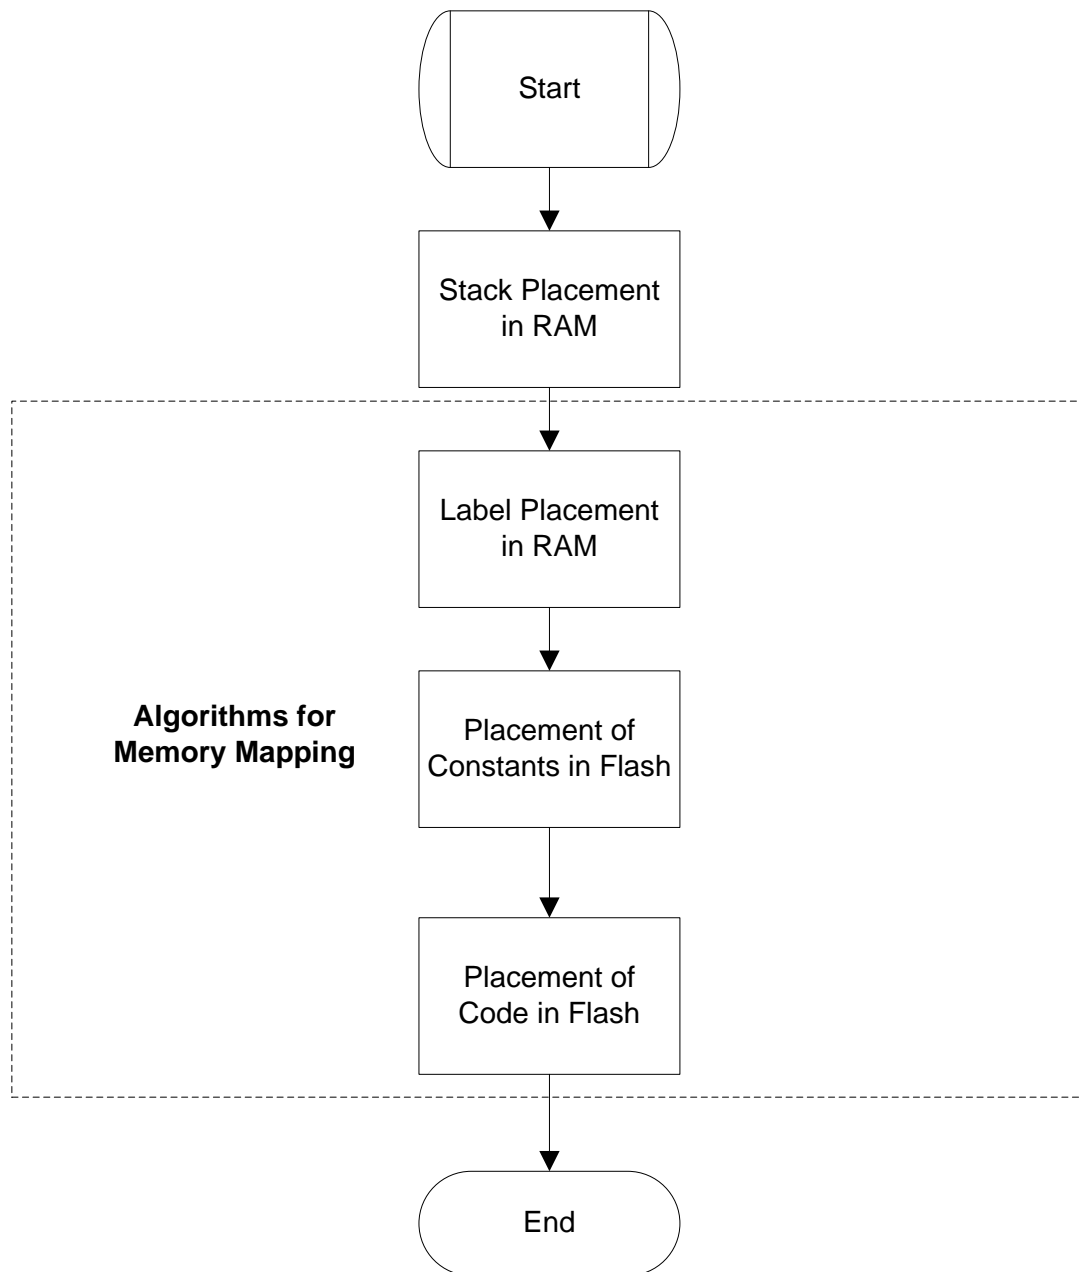 Start
Stack Placement
in RAM
Label Placement
in RAM
Algorithms for
Memory Mapping
Placement of
Constants in Flash
Placement of
Code in Flash
End